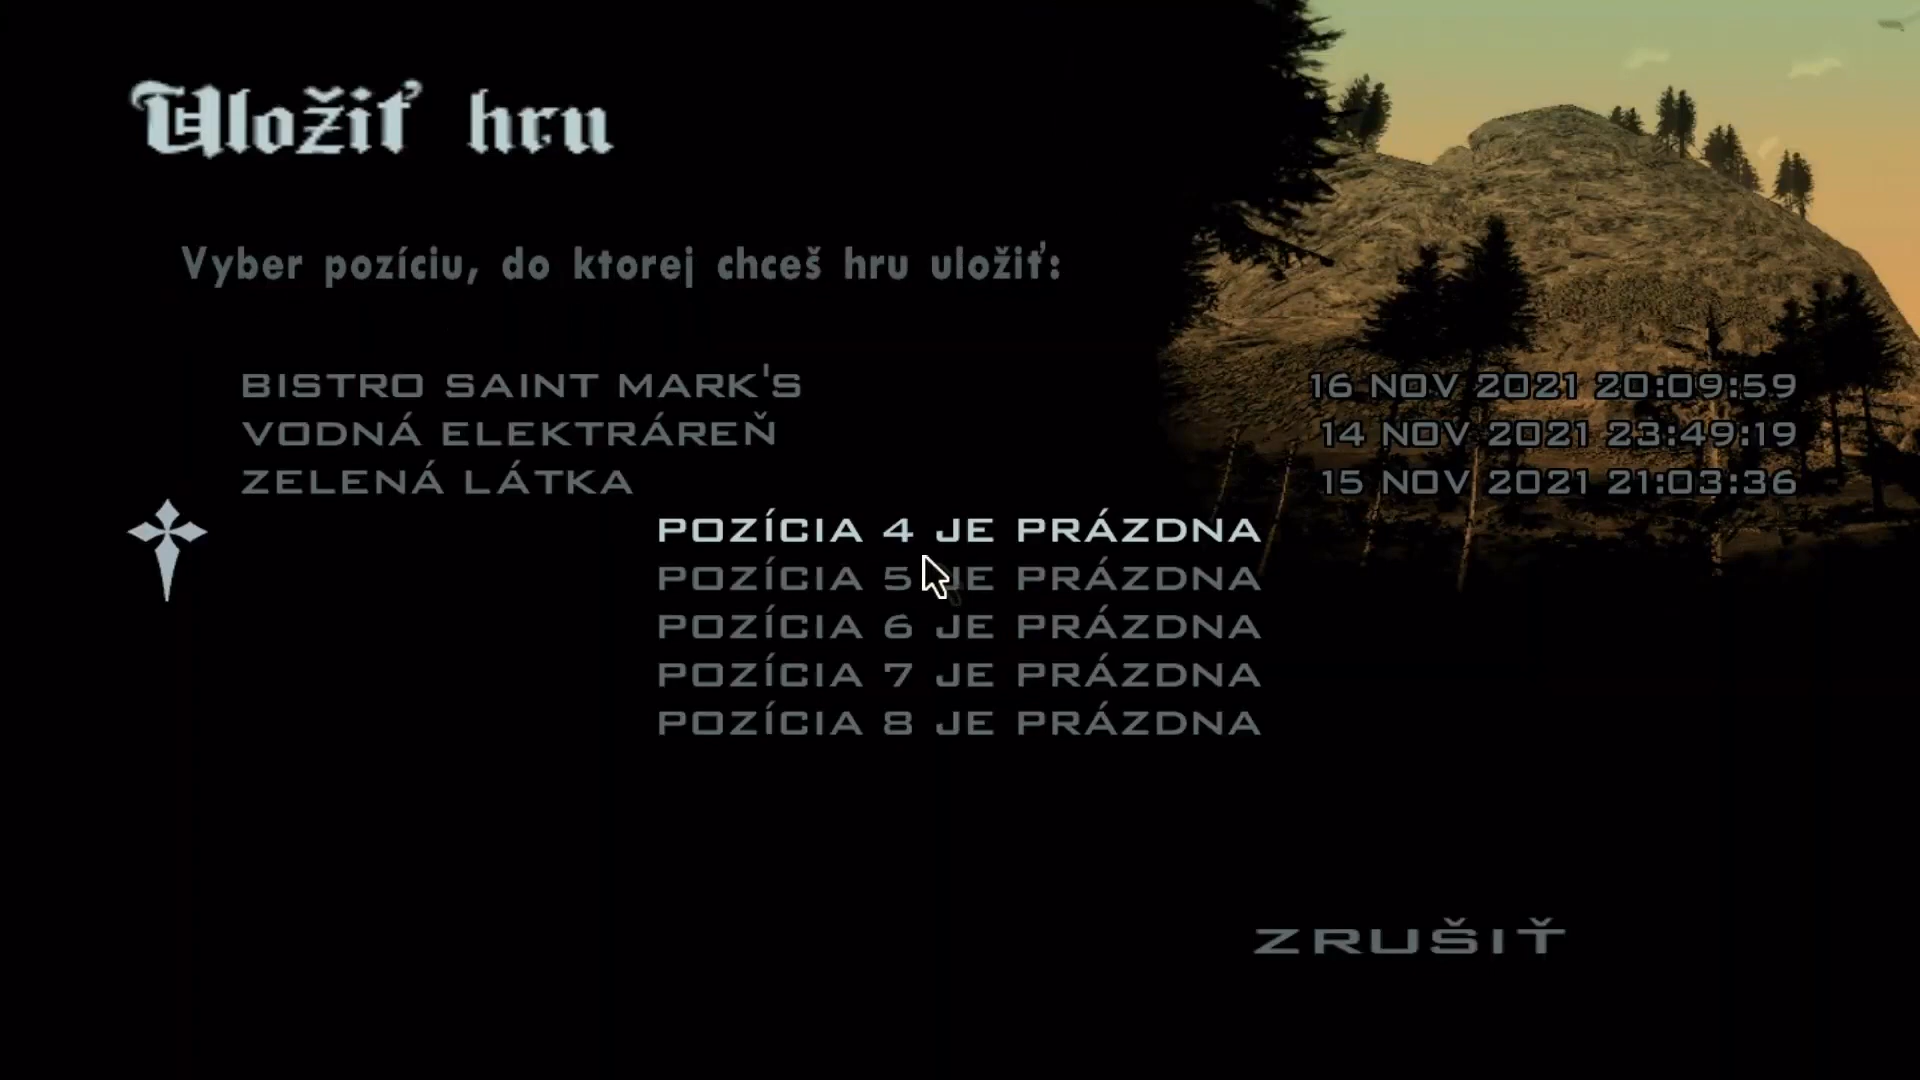 Uložiť hru
Vyber pozíciu, do ktorej chceš hru uložiť:
BISTRO SAINT MARK'S 16 NOV 2021 20:09:59
VODNÁ ELEKTRÁREŇ 14 NOV 2021 23:49:19
ZELENÁ LÁTKA 15 NOV 2021 21:03:36
POZÍCIA 4 JE PRÁZDNA
POZÍCIA 5 JE PRÁZDNA
POZÍCIA 6 JE PRÁZDNA
POZÍCIA 7 JE PRÁZDNA
POZÍCIA 8 JE PRÁZDNA
ZRUŠIŤ